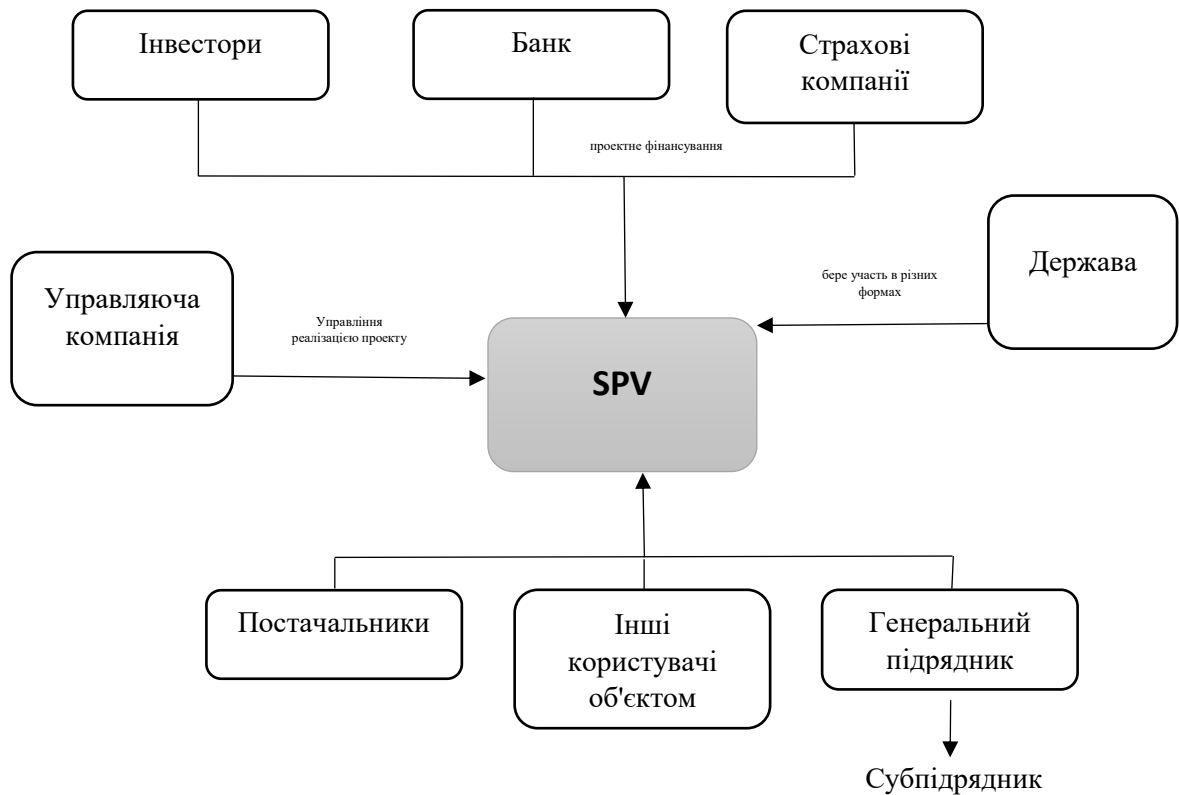 Інвестори
Банк
Страхові
компанії
проектне фінансування
Держава
бере участь в різних
формах
Управляюча
компанія
Управління
реалізацією проекту
SPV
Постачальники
Інші
користувачі
об'єктом
Генеральний
підрядник
Субпідрядник